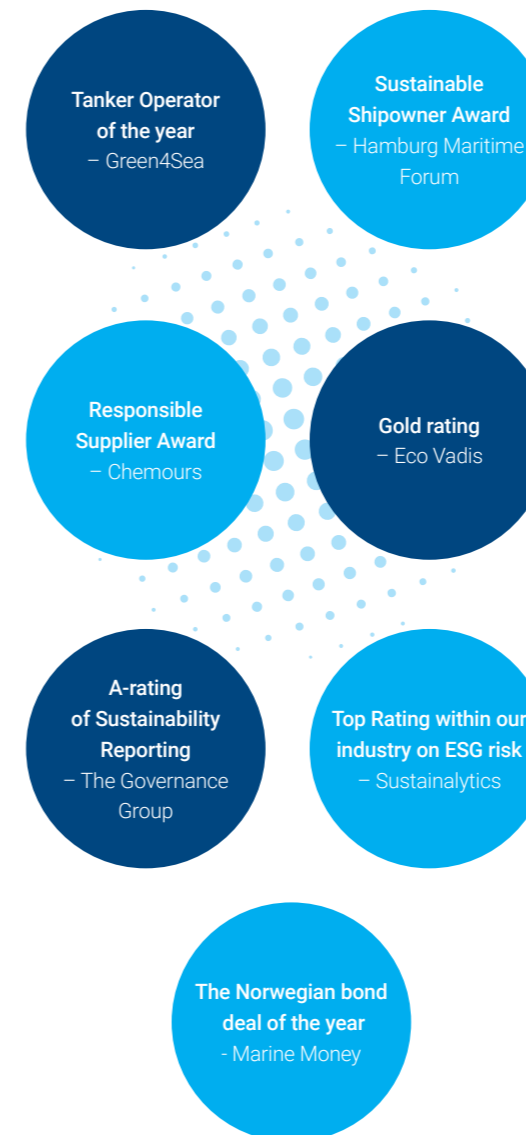 Tanker Operator
of the year
– Green4Sea
Sustainable
Shipowner Award
– Hamburg Maritime
Forum
Responsible
Supplier Award
– Chemours
Gold rating
– Eco Vadis
A-rating
of Sustainability
Reporting
– The Governance
Group
Top Rating within our
industry on ESG risk
– Sustainalytics
The Norwegian bond
deal of the year
- Marine Money